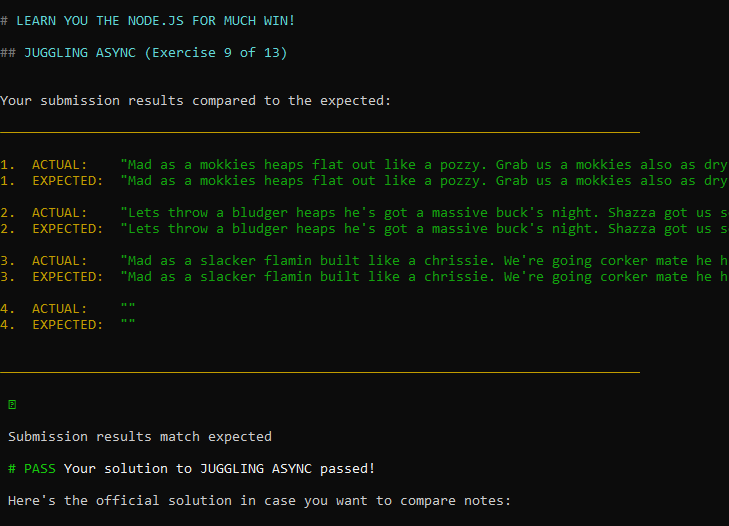 # LEARN YOU THE NODE.JS FOR MUCH WIN!
## JUGGLING ASYNC (Exercise 9 of 13)
Your submission results compared to the expected:
1. ACTUAL: "Mad as a mokkies heaps flat out like a pozzy. Grab us a mokkies also as dry
1. EXPECTED: "Mad as a mokkies heaps flat out like a pozzy. Grab us a mokkies also as dry
2. ACTUAL: "Lets throw a bludger heaps he's got a massive buck's night. Shazza got us s
2. EXPECTED: "Lets throw a bludger heaps he's got a massive buck's night. Shazza got us s
3. ACTUAL: "Mad as a slacker flamin built like a chrissie. We're going corker mate he h
3. EXPECTED: "Mad as a slacker flamin built like a chrissie. We're going corker mate he h
4. ACTUAL: ""
4. EXPECTED: ""
Submission results match expected
# PASS Your solution to JUGGLING ASYNC passed!
Here's the official solution in case you want to compare notes: